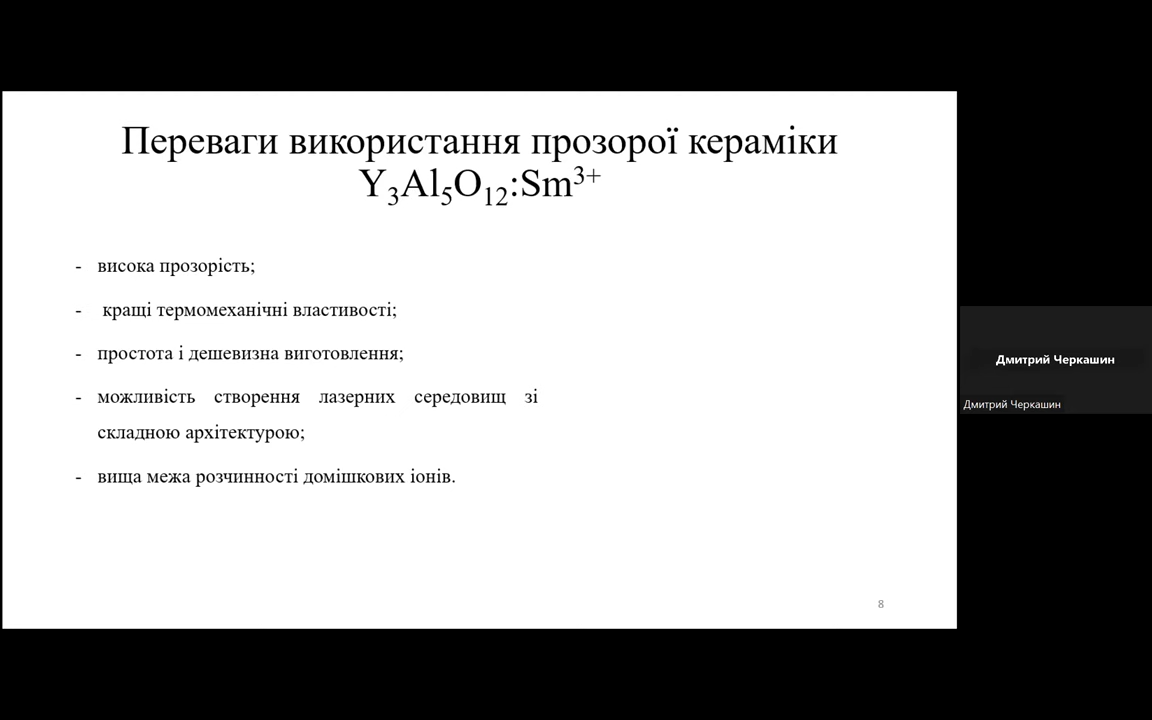 Переваги використання прозорої кераміки
Y₃Al₅O₁₂:Sm³⁺
- висока прозорість;
- кращі термомеханічні властивості;
- простота і дешевизна виготовлення;
- можливість створення лазерних середовищ зі
складною архітектурою;
- вища межа розчинності домішкових іонів.
8
Дмитрий Черкашин
Дмитрий Черкашин